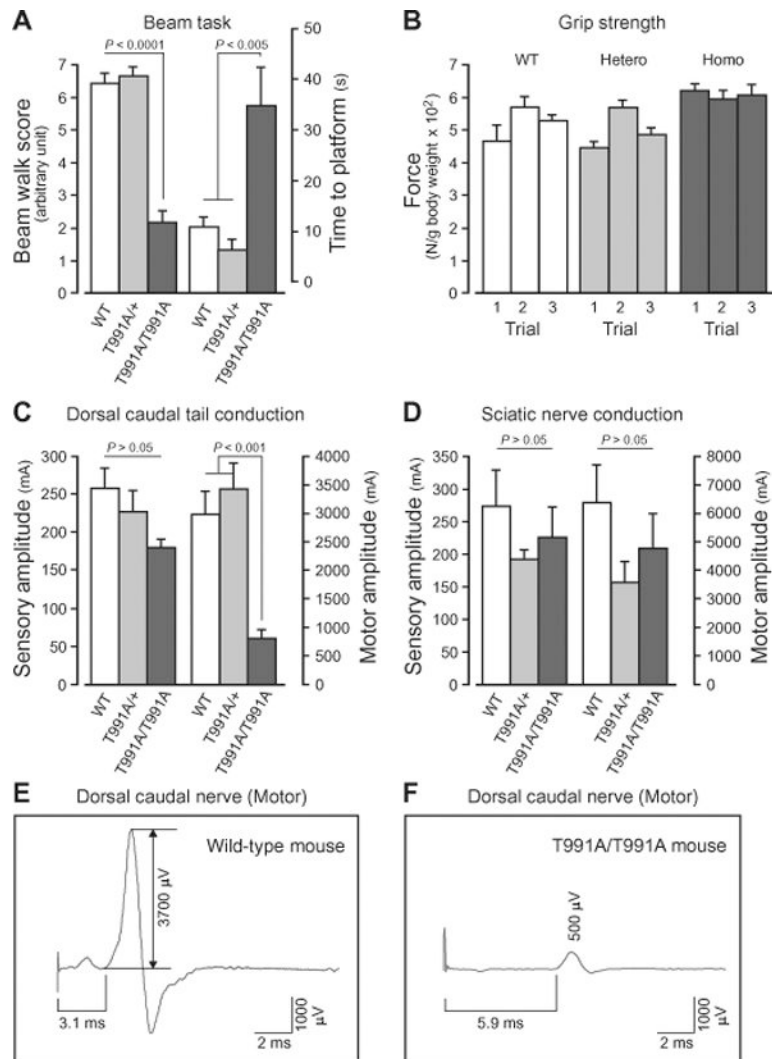 A
Beam task
P < 0.0001
P < 0.005
Beam walk score
(arbitrary unit)
7
6
5
4
3
2
1
0
50
40
30
20
10
0
Time to platform (s)
WT
T991A/+
T991A/T991A
WT
T991A/+
T991A/T991A
B
Grip strength
WT
Hetero
Homo
Force
(N/g body weight x 10²)
7
6
5
4
3
2
1
0
1 2 3
1 2 3
1 2 3
Trial
Trial
Trial
C
Dorsal caudal tail conduction
P > 0.05
P < 0.001
Sensory amplitude (mA)
300
250
200
150
100
50
0
4000
3500
3000
2500
2000
1500
1000
500
0
Motor amplitude (mA)
WT
T991A/+
T991A/T991A
WT
T991A/+
T991A/T991A
D
Sciatic nerve conduction
P > 0.05
P > 0.05
Sensory amplitude (mA)
350
300
250
200
150
100
50
0
8000
7000
6000
5000
4000
3000
2000
1000
0
Motor amplitude (mA)
WT
T991A/+
T991A/T991A
WT
T991A/+
T991A/T991A
E
Dorsal caudal nerve (Motor)
Wild-type mouse
3700 µV
3.1 ms
2 ms
1000
µV
F
Dorsal caudal nerve (Motor)
T991A/T991A mouse
500 µV
5.9 ms
2 ms
1000
µV